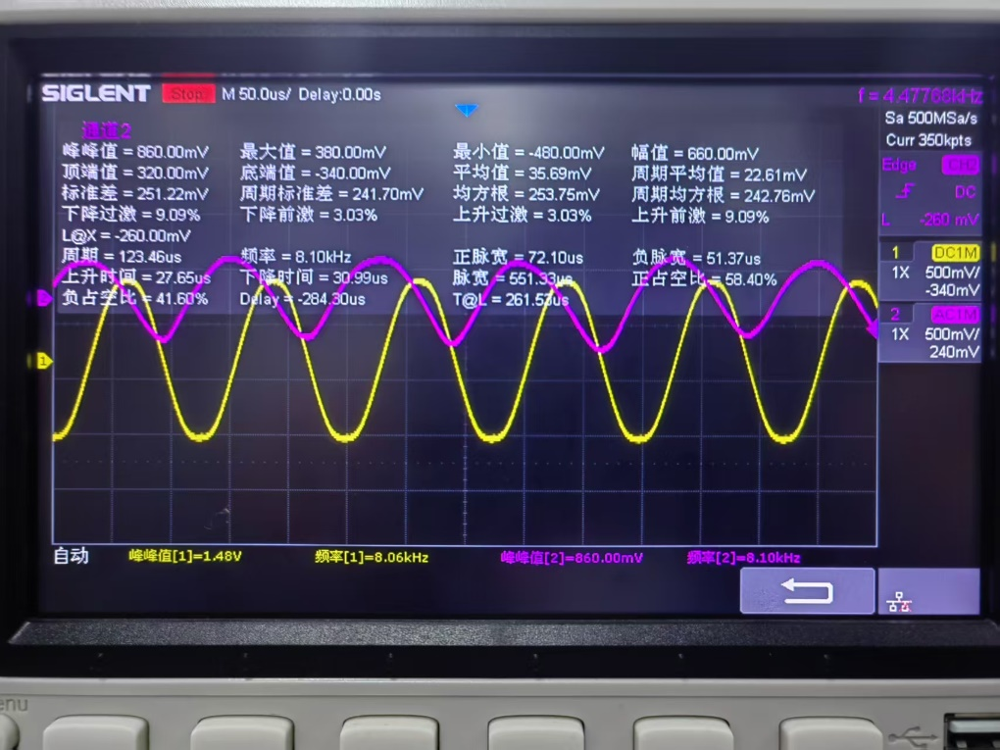 SIGLENT Stop M 50.0us/ Delay:0.00s f = 4.47768kHz
Sa 500MSa/s
Curr 350kpts
Edge CH2
DC
L -260 mV
1 DC1M
1X 500mV/
-340mV
2 AC1M
1X 500mV/
240mV
通道2
峰峰值 = 860.00mV 最大值 = 380.00mV 最小值 = -480.00mV 幅值 = 660.00mV
顶端值 = 320.00mV 底端值 = -340.00mV 平均值 = 35.69mV 周期平均值 = 22.61mV
标准差 = 251.22mV 周期标准差 = 241.70mV 均方根 = 253.75mV 周期均方根 = 242.76mV
下降过激 = 9.09% 下降前激 = 3.03% 上升过激 = 3.03% 上升前激 = 9.09%
L@X = -260.00mV
周期 = 123.46us 频率 = 8.10kHz 正脉宽 = 72.10us 负脉宽 = 51.37us
上升时间 = 27.65us 下降时间 = 30.99us 脉宽 = 551.33us 正占空比 = 58.40%
负占空比 = 41.60% Delay = -284.30us T@L = 261.53us
1
自动 峰峰值[1]=1.48V 频率[1]=8.06kHz 峰峰值[2]=860.00mV 频率[2]=8.10kHz
enu